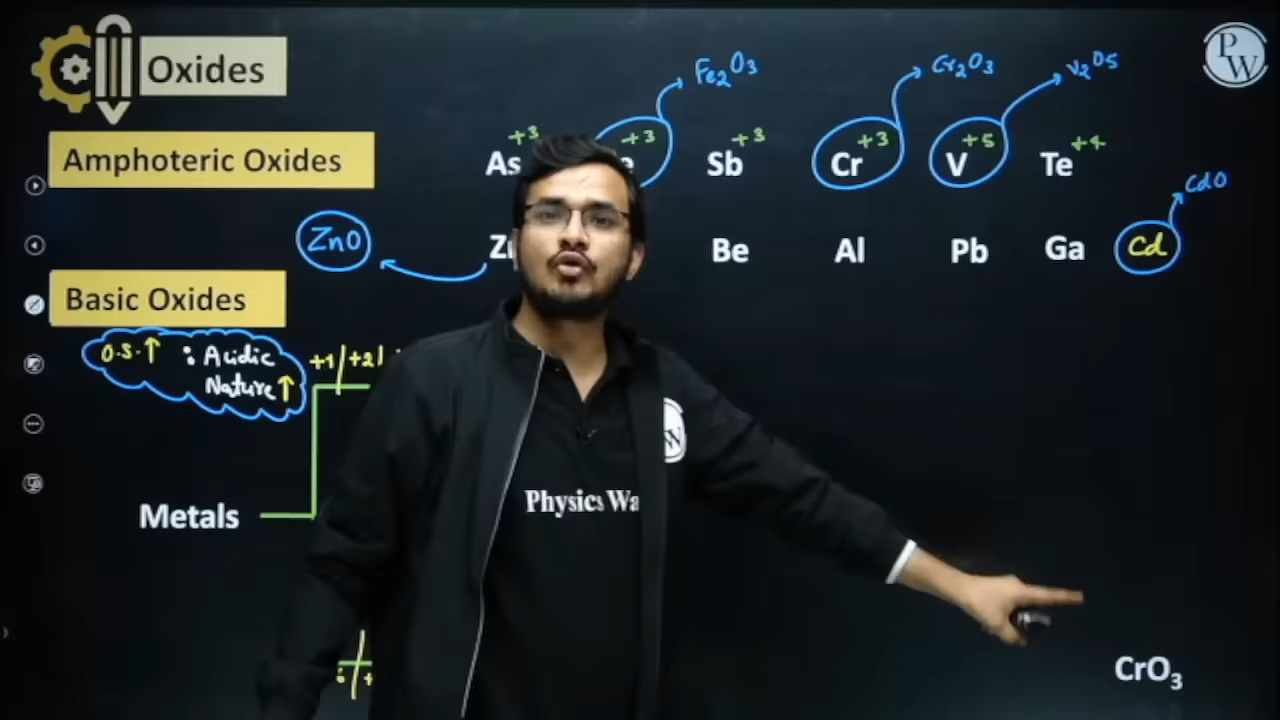 Oxides
Fe₂O₃
Cr₂O₃
V₂O₅
PW
Amphoteric Oxides
+3 +3 +3 +3 +5 +4
As Sb Cr V Te
CdO
ZnO
Be Al Pb Ga Cd
Basic Oxides
O.S.↑ : Acidic
Nature↑
+1/+2/
W
Physics Wa
Metals
CrO₃